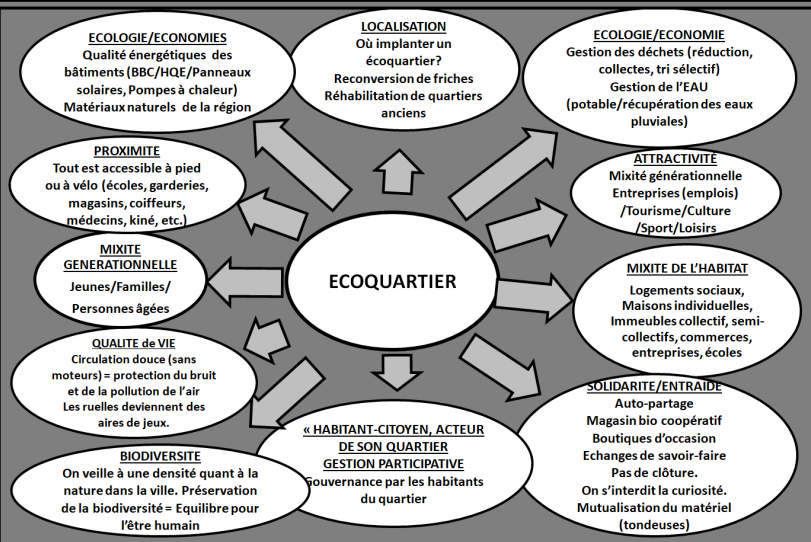 ECOLOGIE/ECONOMIES
Qualité énergétiques des
bâtiments (BBC/HQE/Panneaux
solaires, Pompes à chaleur)
Matériaux naturels de la région
LOCALISATION
Où implanter un
écoquartier?
Reconversion de friches
Réhabilitation de quartiers
anciens
ECOLOGIE/ECONOMIE
Gestion des déchets (réduction,
collectes, tri sélectif)
Gestion de l'EAU
(potable/récupération des eaux
pluviales)
PROXIMITE
Tout est accessible à pied
ou à vélo (écoles, garderies,
magasins, coiffeurs,
médecins, kiné, etc.)
ATTRACTIVITÉ
Mixité générationnelle
Entreprises (emplois)
/Tourisme/Culture
/Sport/Loisirs
MIXITE
GENERATIONNELLE
Jeunes/Familles/
Personnes âgées
ECOQUARTIER
MIXITE DE L'HABITAT
Logements sociaux,
Maisons individuelles,
Immeubles collectif, semi-
collectifs, commerces,
entreprises, écoles
QUALITE de VIE
Circulation douce (sans
moteurs) = protection du bruit
et de la pollution de l'air
Les ruelles deviennent des
aires de jeux.
SOLIDARITE/ENTRAIDE
Auto-partage
Magasin bio coopératif
Boutiques d'occasion
Echanges de savoir-faire
Pas de clôture.
On s'interdit la curiosité.
Mutualisation du matériel
(tondeuses)
« HABITANT-CITOYEN, ACTEUR
DE SON QUARTIER
GESTION PARTICIPATIVE
Gouvernance par les habitants
du quartier
BIODIVERSITE
On veille à une densité quant à la
nature dans la ville. Préservation
de la biodiversité = Equilibre pour
l'être humain